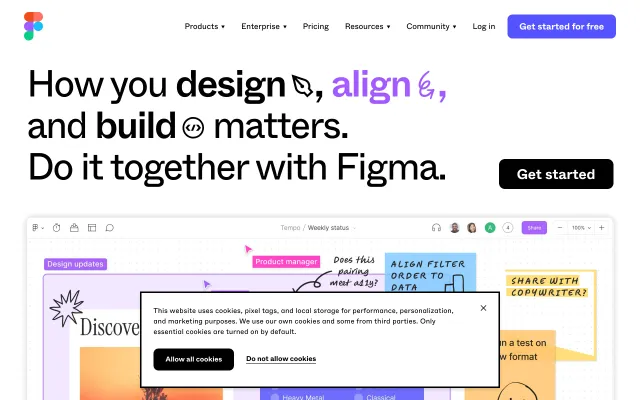 Products ▾ Enterprise ▾ Pricing Resources ▾ Community ▾ Log in Get started for free
How you design, align,
and build </> matters.
Do it together with Figma.
Get started
Tempo / Weekly status
A
4
Share
100%
Design updates
Product manager
Does this
pairing
meet a11y?
ALIGN FILTER
ORDER TO
DATA
SHARE WITH
COPYWRITER?
Discove
n a test on
w format
This website uses cookies, pixel tags, and local storage for performance, personalization,
and marketing purposes. We use our own cookies and some from third parties. Only
essential cookies are turned on by default.
Allow all cookies Do not allow cookies
Heavy Metal Classical